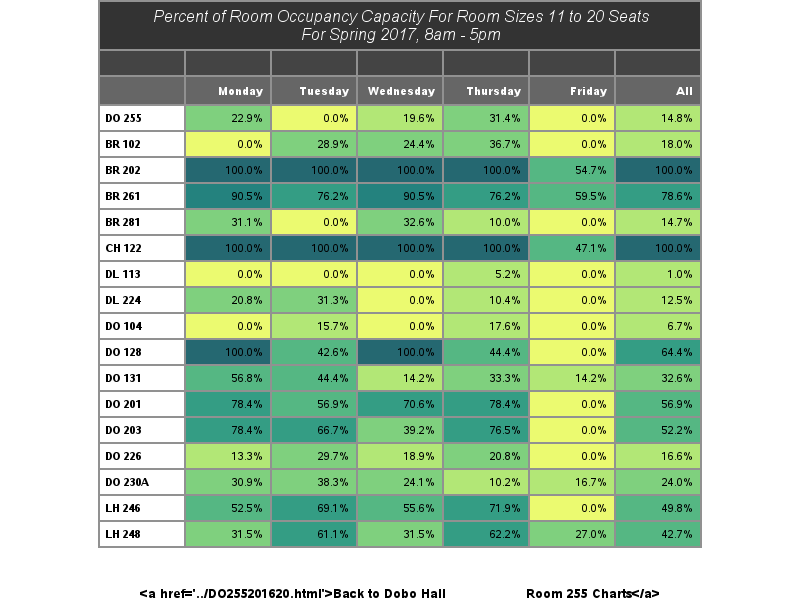 Percent of Room Occupancy Capacity For Room Sizes 11 to 20 Seats
For Spring 2017, 8am - 5pm
Monday Tuesday Wednesday Thursday Friday All
DO 255 22.9% 0.0% 19.6% 31.4% 0.0% 14.8%
BR 102 0.0% 28.9% 24.4% 36.7% 0.0% 18.0%
BR 202 100.0% 100.0% 100.0% 100.0% 54.7% 100.0%
BR 261 90.5% 76.2% 90.5% 76.2% 59.5% 78.6%
BR 281 31.1% 0.0% 32.6% 10.0% 0.0% 14.7%
CH 122 100.0% 100.0% 100.0% 100.0% 47.1% 100.0%
DL 113 0.0% 0.0% 0.0% 5.2% 0.0% 1.0%
DL 224 20.8% 31.3% 0.0% 10.4% 0.0% 12.5%
DO 104 0.0% 15.7% 0.0% 17.6% 0.0% 6.7%
DO 128 100.0% 42.6% 100.0% 44.4% 0.0% 64.4%
DO 131 56.8% 44.4% 14.2% 33.3% 14.2% 32.6%
DO 201 78.4% 56.9% 70.6% 78.4% 0.0% 56.9%
DO 203 78.4% 66.7% 39.2% 76.5% 0.0% 52.2%
DO 226 13.3% 29.7% 18.9% 20.8% 0.0% 16.6%
DO 230A 30.9% 38.3% 24.1% 10.2% 16.7% 24.0%
LH 246 52.5% 69.1% 55.6% 71.9% 0.0% 49.8%
LH 248 31.5% 61.1% 31.5% 62.2% 27.0% 42.7%
<a href='../DO255201620.html'>Back to Dobo Hall Room 255 Charts</a>